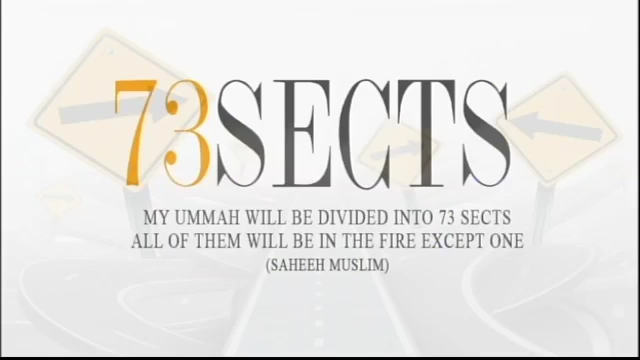 73SECTS
MY UMMAH WILL BE DIVIDED INTO 73 SECTS
ALL OF THEM WILL BE IN THE FIRE EXCEPT ONE
(SAHEEH MUSLIM)